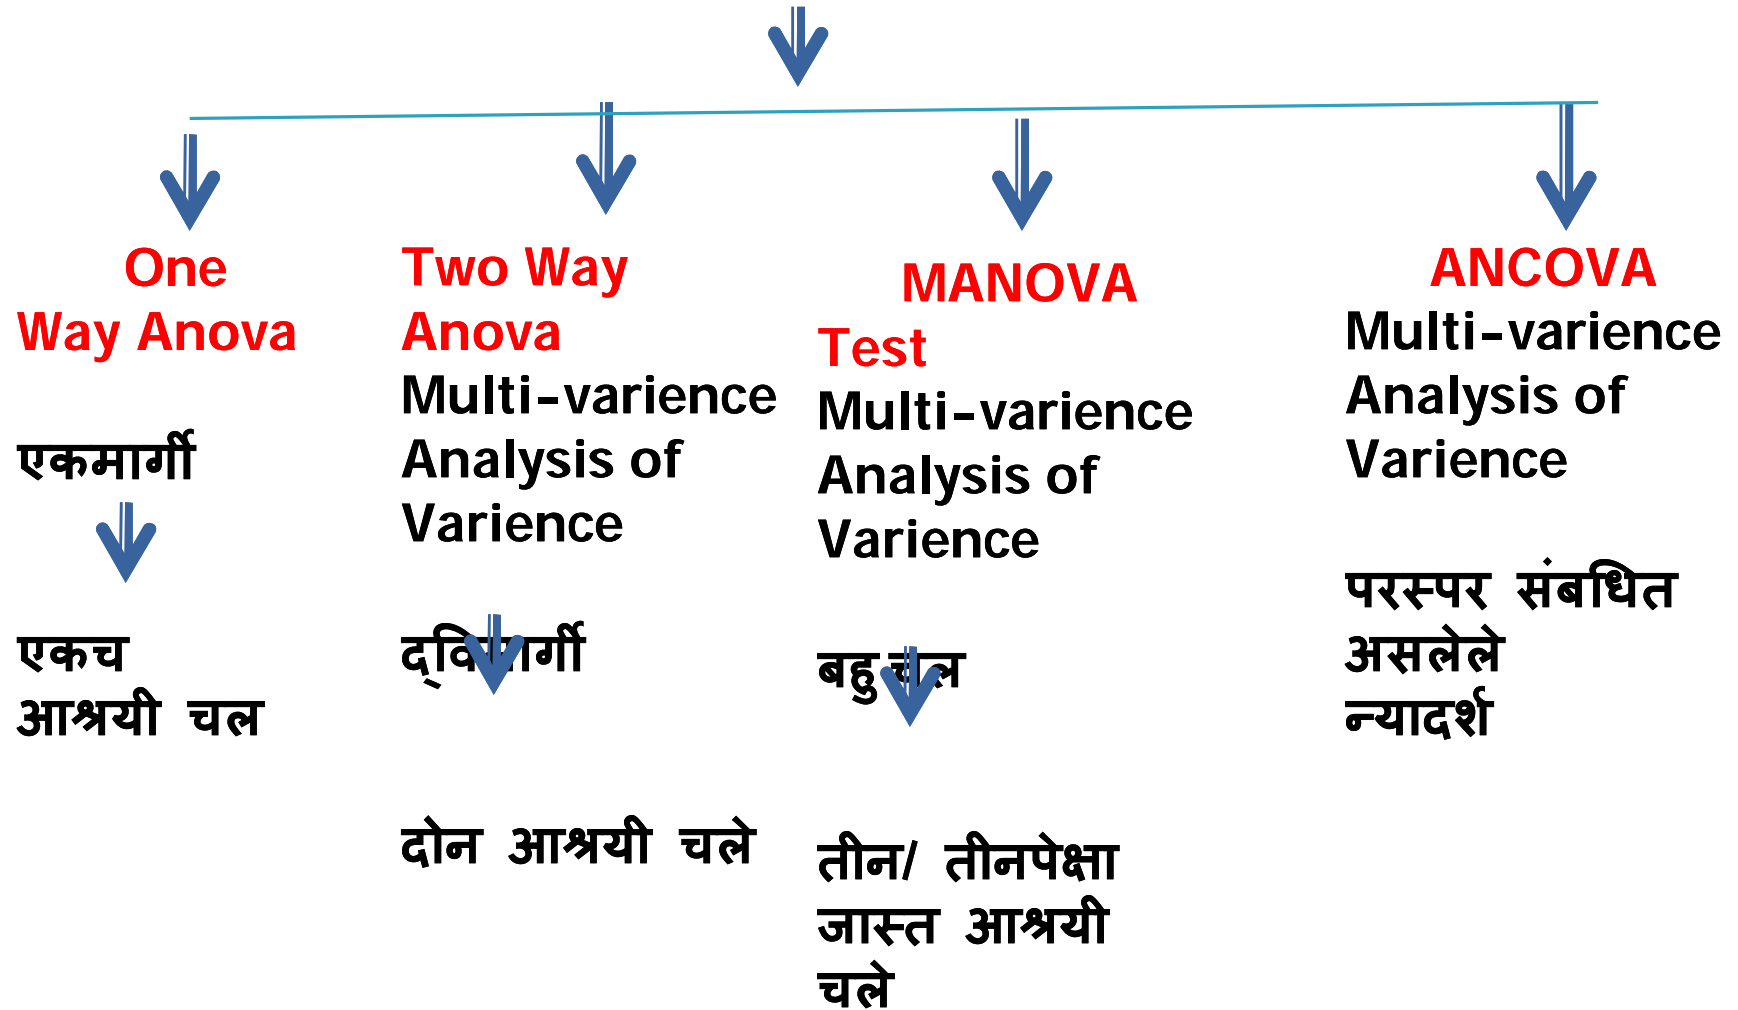 One
Way Anova
एकमार्गी
एकच
आश्रयी चल
Two Way
Anova
Multi-varience
Analysis of
Varience
द्विमार्गी
दोन आश्रयी चले
MANOVA
Test
Multi-varience
Analysis of
Varience
बहुचल
तीन/ तीनपेक्षा
जास्त आश्रयी
चले
ANCOVA
Multi-varience
Analysis of
Varience
परस्पर संबधित
असलेले
न्यादर्श